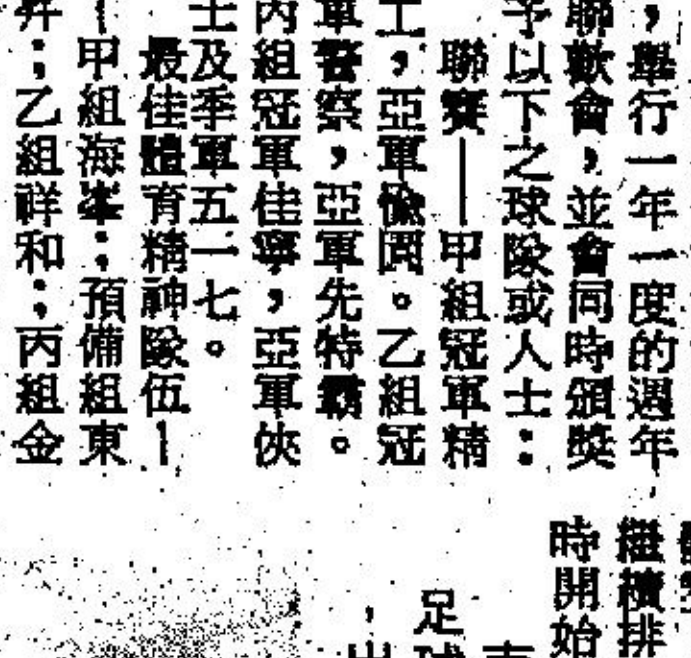 ，舉行一年一度的週年
聯歡會，並會同時頒獎
予以下之球隊或人士：
聯賽——甲組冠軍精
工，亞軍愉園。乙組冠
軍警察，亞軍先特霸。
丙組冠軍佳寧，亞軍俠
士及季軍五一七。
最佳體育精神隊伍—
—甲組海峯；預備組東
昇；乙組祥和；丙組金
繼續排
時開始
足